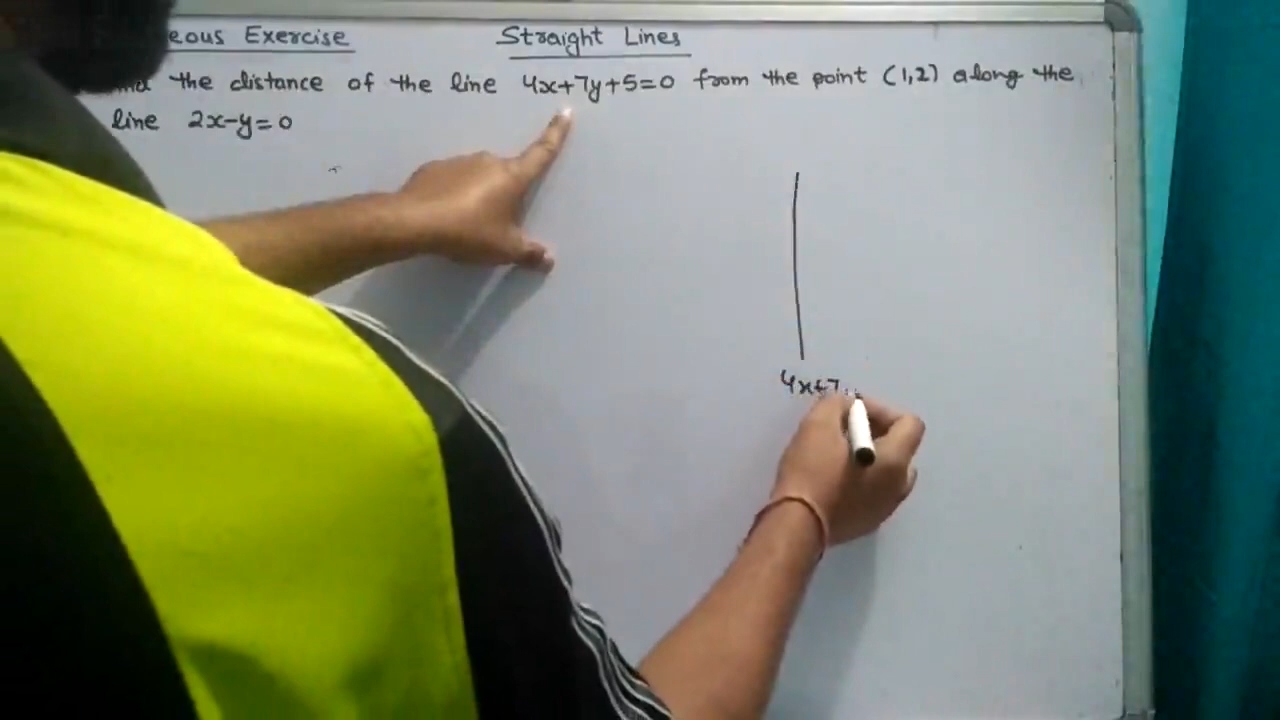 eous Exercise Straight Lines
the distance of the line 4x+7y+5=0 from the point (1,2) along the
line 2x-y=0
4x+7